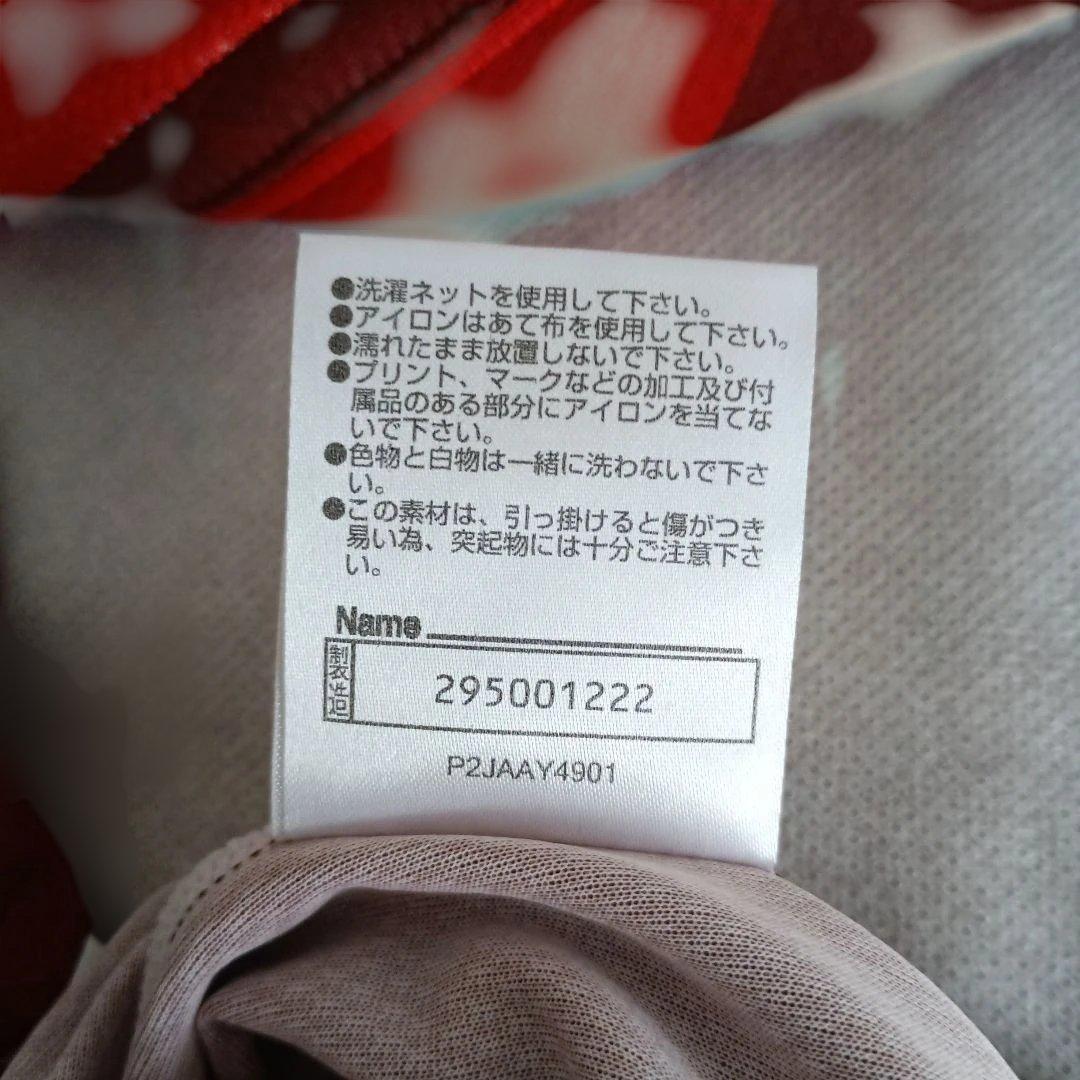 ●洗濯ネットを使用して下さい。
●アイロンはあて布を使用して下さい。
●濡れたまま放置しないで下さい。
●プリント、マークなどの加工及び付
属品のある部分にアイロンを当てな
いで下さい。
●色物と白物は一緒に洗わないで下さ
い。
●この素材は、引っ掛けると傷がつき
易い為、突起物には十分ご注意下さ
い。
Name
295001222
P2JAAY4901